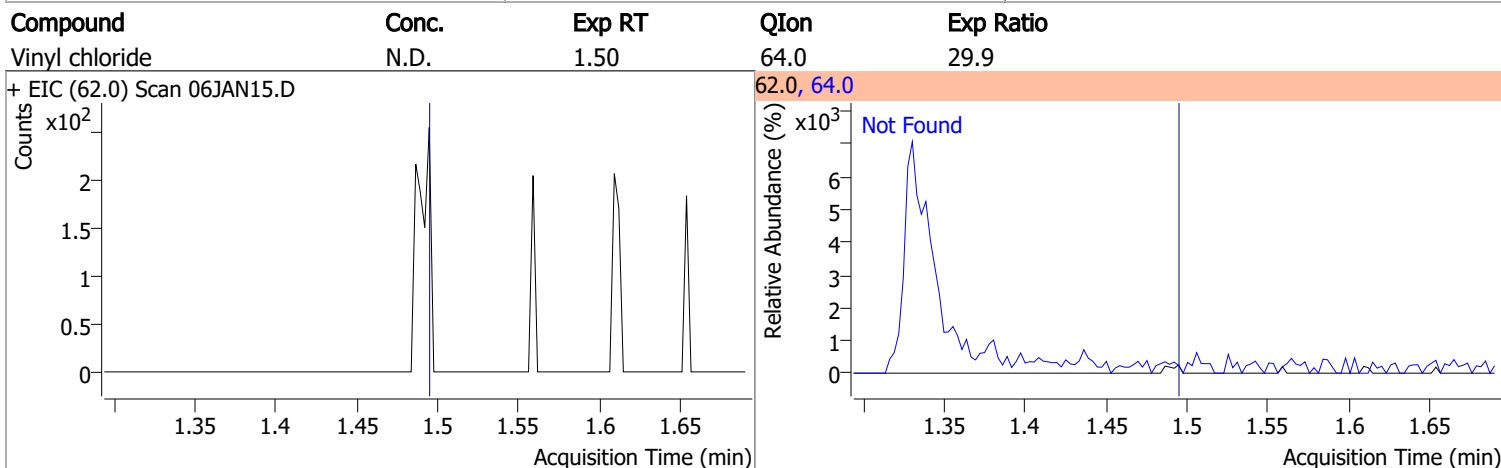 Compound Conc. Exp RT QIon Exp Ratio
Vinyl chloride N.D. 1.50 64.0 29.9
+ EIC (62.0) Scan 06JAN15.D
Counts
x10²
2
1.5
1
0.5
0
1.35 1.4 1.45 1.5 1.55 1.6 1.65
Acquisition Time (min)
62.0, 64.0
Relative Abundance (%)
x10³
Not Found
6
5
4
3
2
1
0
1.35 1.4 1.45 1.5 1.55 1.6 1.65
Acquisition Time (min)